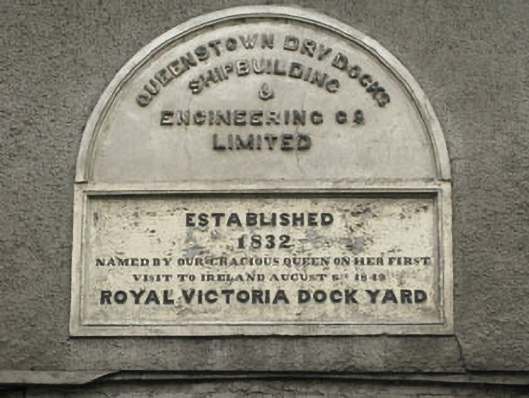 QUEENSTOWN DRY DOCKS
SHIPBUILDING
&
ENGINEERING Co
LIMITED
ESTABLISHED
1832
NAMED BY OUR GRACIOUS QUEEN ON HER FIRST
VISIT TO IRELAND AUGUST 6TH 1849
ROYAL VICTORIA DOCK YARD